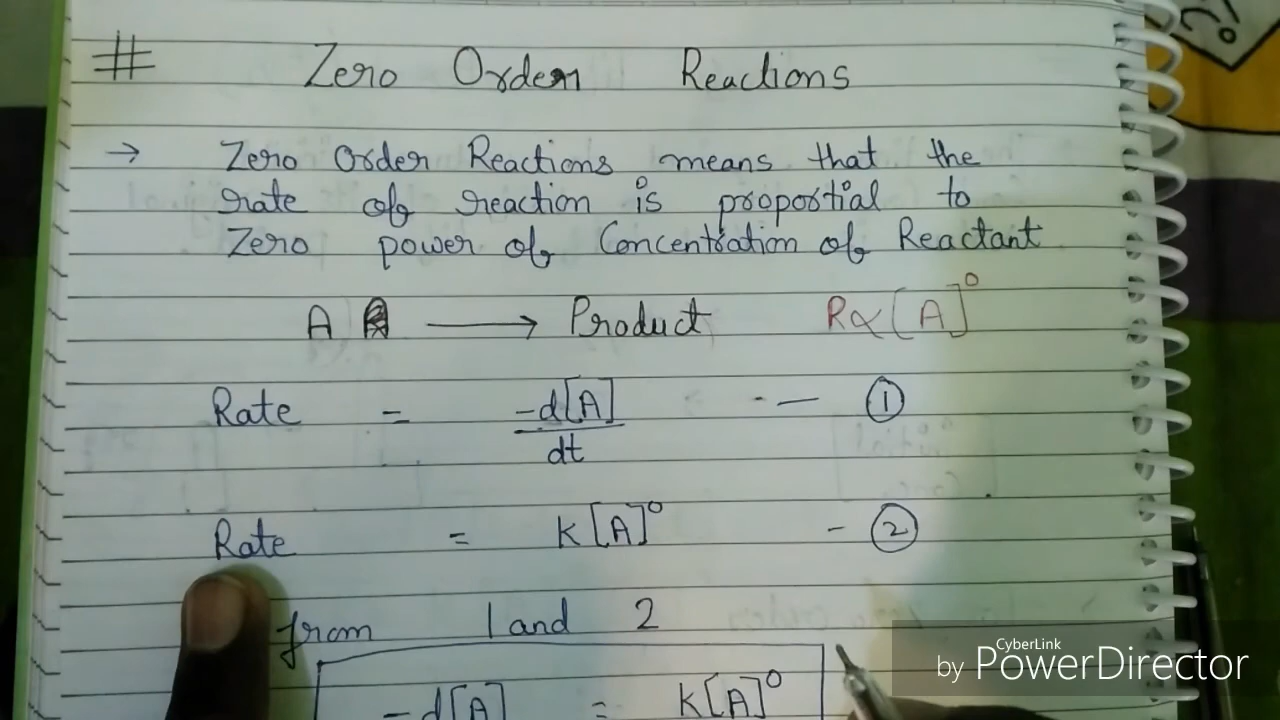 # Zero Order Reactions
→ Zero Order Reactions means that the
rate of reaction is proportial to
Zero power of Concentration of Reactant
A ⟶ Product R∝[A]⁰
Rate = -d[A]/dt -— ①
Rate = K[A]⁰ - ②
from 1 and 2
-d[A] = K[A]⁰
CyberLink
by PowerDirector